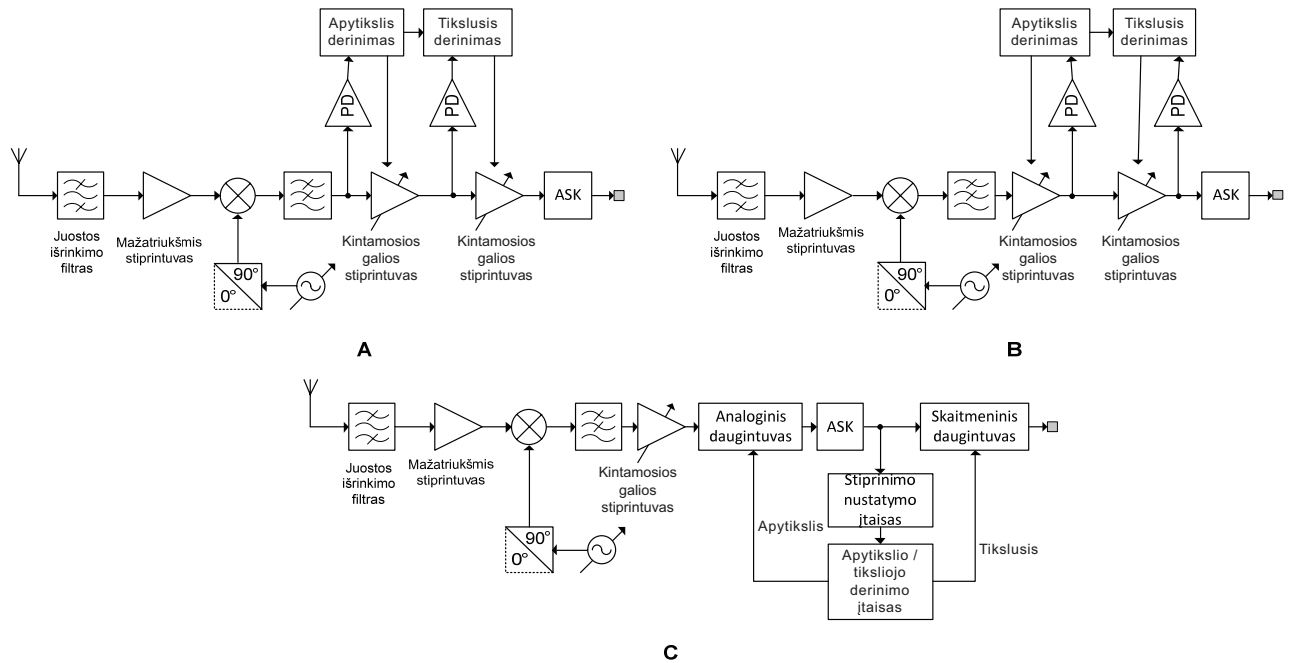 Apytikslis
derinimas
Tikslusis
derinimas
PD
PD
ASK
Juostos
išrinkimo
filtras
Mažatriukšmis
stiprintuvas
Kintamosios
galios
stiprintuvas
Kintamosios
galios
stiprintuvas
90°
0°
A
Apytikslis
derinimas
Tikslusis
derinimas
PD
PD
ASK
Juostos
išrinkimo
filtras
Mažatriukšmis
stiprintuvas
Kintamosios
galios
stiprintuvas
Kintamosios
galios
stiprintuvas
90°
0°
B
Analoginis
daugintuvas
ASK
Skaitmeninis
daugintuvas
Juostos
išrinkimo
filtras
Mažatriukšmis
stiprintuvas
Kintamosios
galios
stiprintuvas
Stiprinimo
nustatymo
įtaisas
90°
0°
Apytikslis
Tikslusis
Apytikslio /
tiksliojo
derinimo
įtaisas
C